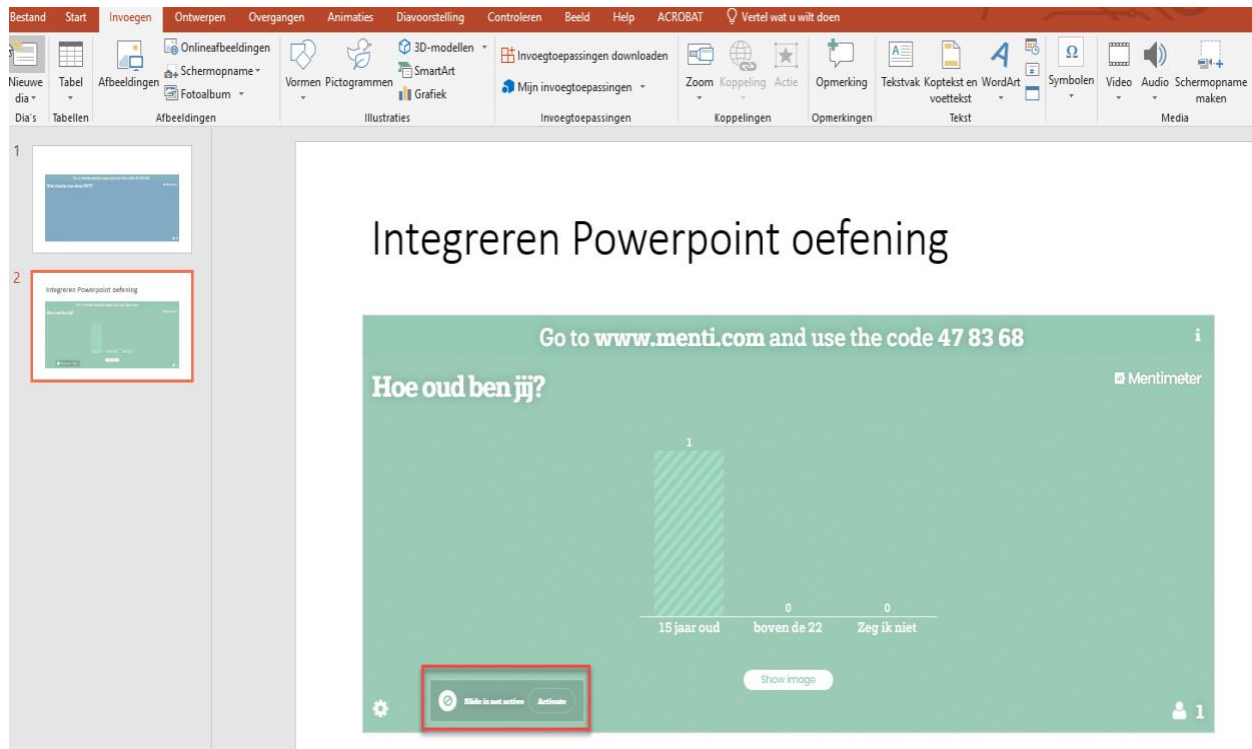 Bestand Start Invoegen Ontwerpen Overgangen Animaties Diavoorstelling Controleren Beeld Help ACROBAT Vertel wat u wilt doen
Nieuwe dia
Tabel
Afbeeldingen
Onlineafbeeldingen
Schermopname
Fotoalbum
Vormen
Pictogrammen
3D-modellen
SmartArt
Grafiek
Invoegtoepassingen downloaden
Mijn invoegtoepassingen
Zoom
Koppeling
Actie
Opmerking
Tekstvak
Koptekst en
voettekst
WordArt
Symbolen
Video
Audio
Schermopname
maken
Dia's Tabellen Afbeeldingen Illustraties Invoegtoepassingen Koppelingen Opmerkingen Tekst Media
1
2
Integreren Powerpoint oefening
Integreren Powerpoint oefening
Go to www.menti.com and use the code 47 83 68 i
Hoe oud ben jij?
Mentimeter
1
0 0
15 jaar oud boven de 22 Zeg ik niet
Show image
Slide is not active Activate
1